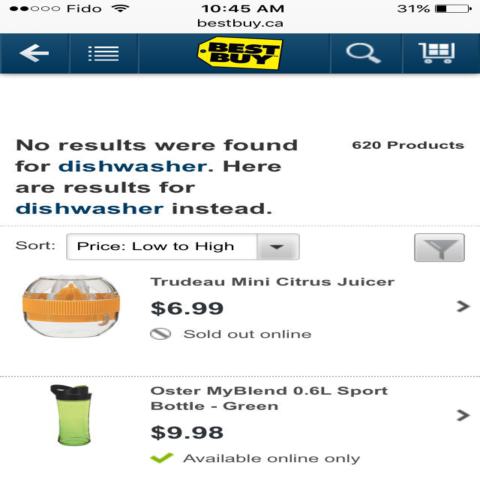 Fido 10:45 AM 31%
bestbuy.ca
BEST
BUY
No results were found
for dishwasher. Here
are results for
dishwasher instead.
620 Products
Sort: Price: Low to High
Trudeau Mini Citrus Juicer
$6.99
Sold out online
Oster MyBlend 0.6L Sport
Bottle - Green
$9.98
Available online only